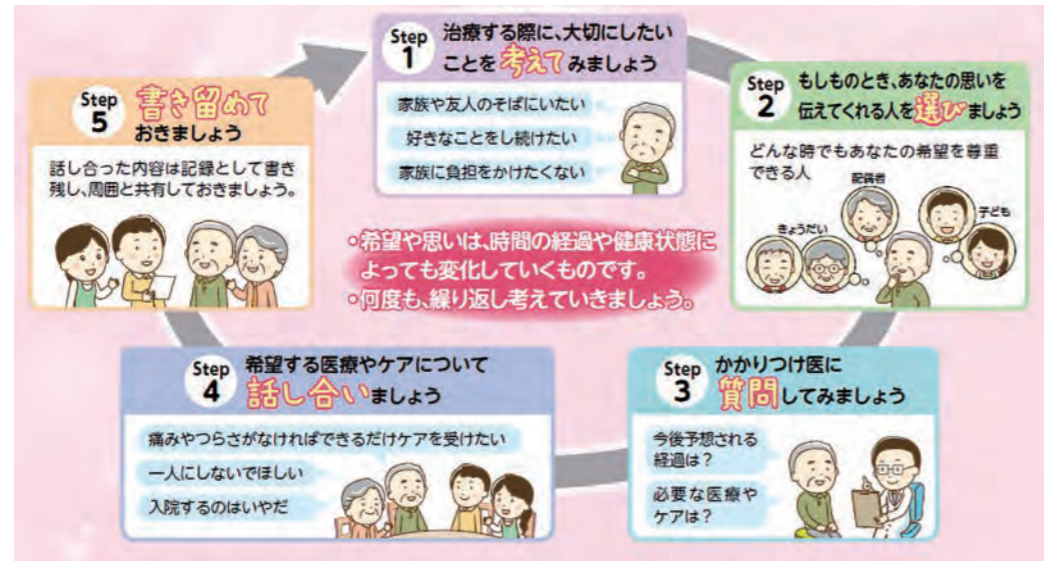 Step 1
治療する際に、大切にしたい
ことを考えてみましょう
家族や友人のそばにいたい
好きなことをし続けたい
家族に負担をかけたくない
Step 2
もしものとき、あなたの思いを
伝えてくれる人を選びましょう
どんな時でもあなたの希望を尊重
できる人
配偶者
子ども
きょうだい
Step 3
かかりつけ医に
質問してみましょう
今後予想される
経過は？
必要な医療や
ケアは？
Step 4
希望する医療やケアについて
話し合いましょう
痛みやつらさがなければできるだけケアを受けたい
一人にしないでほしい
入院するのはいやだ
Step 5
書き留めて
おきましょう
話し合った内容は記録として書き
残し、周囲と共有しておきましょう。
・希望や思いは、時間の経過や健康状態に
よっても変化していくものです。
・何度も、繰り返し考えていきましょう。